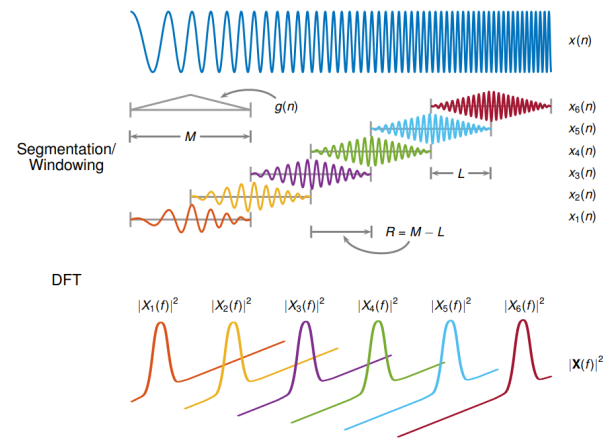 x(n)
g(n)
M
Segmentation/
Windowing
x₆(n)
x₅(n)
x₄(n)
x₃(n)
x₂(n)
x₁(n)
L
R = M − L
DFT
|X₁(f)|² |X₂(f)|² |X₃(f)|² |X₄(f)|² |X₅(f)|² |X₆(f)|²
|X(f)|²